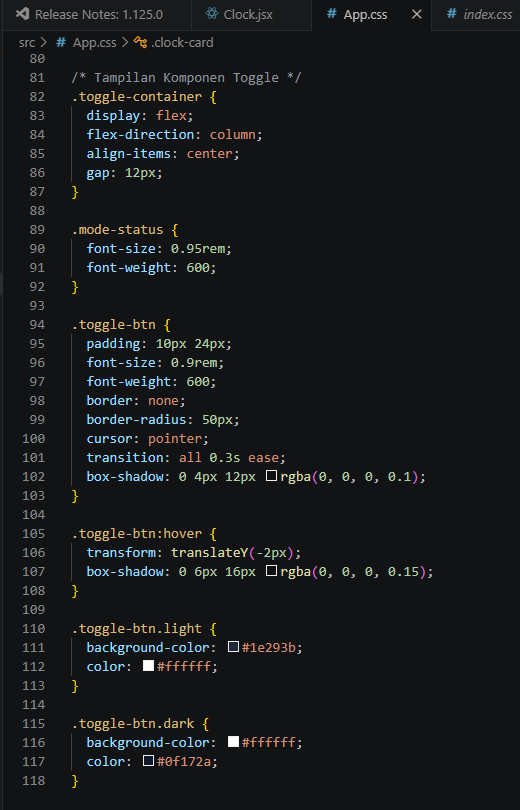 Release Notes: 1.125.0 Clock.jsx # App.css × # index.css
src > # App.css > .clock-card
80
81 /* Tampilan Komponen Toggle */
82 .toggle-container {
83   display: flex;
84   flex-direction: column;
85   align-items: center;
86   gap: 12px;
87 }
88
89 .mode-status {
90   font-size: 0.95rem;
91   font-weight: 600;
92 }
93
94 .toggle-btn {
95   padding: 10px 24px;
96   font-size: 0.9rem;
97   font-weight: 600;
98   border: none;
99   border-radius: 50px;
100   cursor: pointer;
101   transition: all 0.3s ease;
102   box-shadow: 0 4px 12px rgba(0, 0, 0, 0.1);
103 }
104
105 .toggle-btn:hover {
106   transform: translateY(-2px);
107   box-shadow: 0 6px 16px rgba(0, 0, 0, 0.15);
108 }
109
110 .toggle-btn.light {
111   background-color: #1e293b;
112   color: #ffffff;
113 }
114
115 .toggle-btn.dark {
116   background-color: #ffffff;
117   color: #0f172a;
118 }